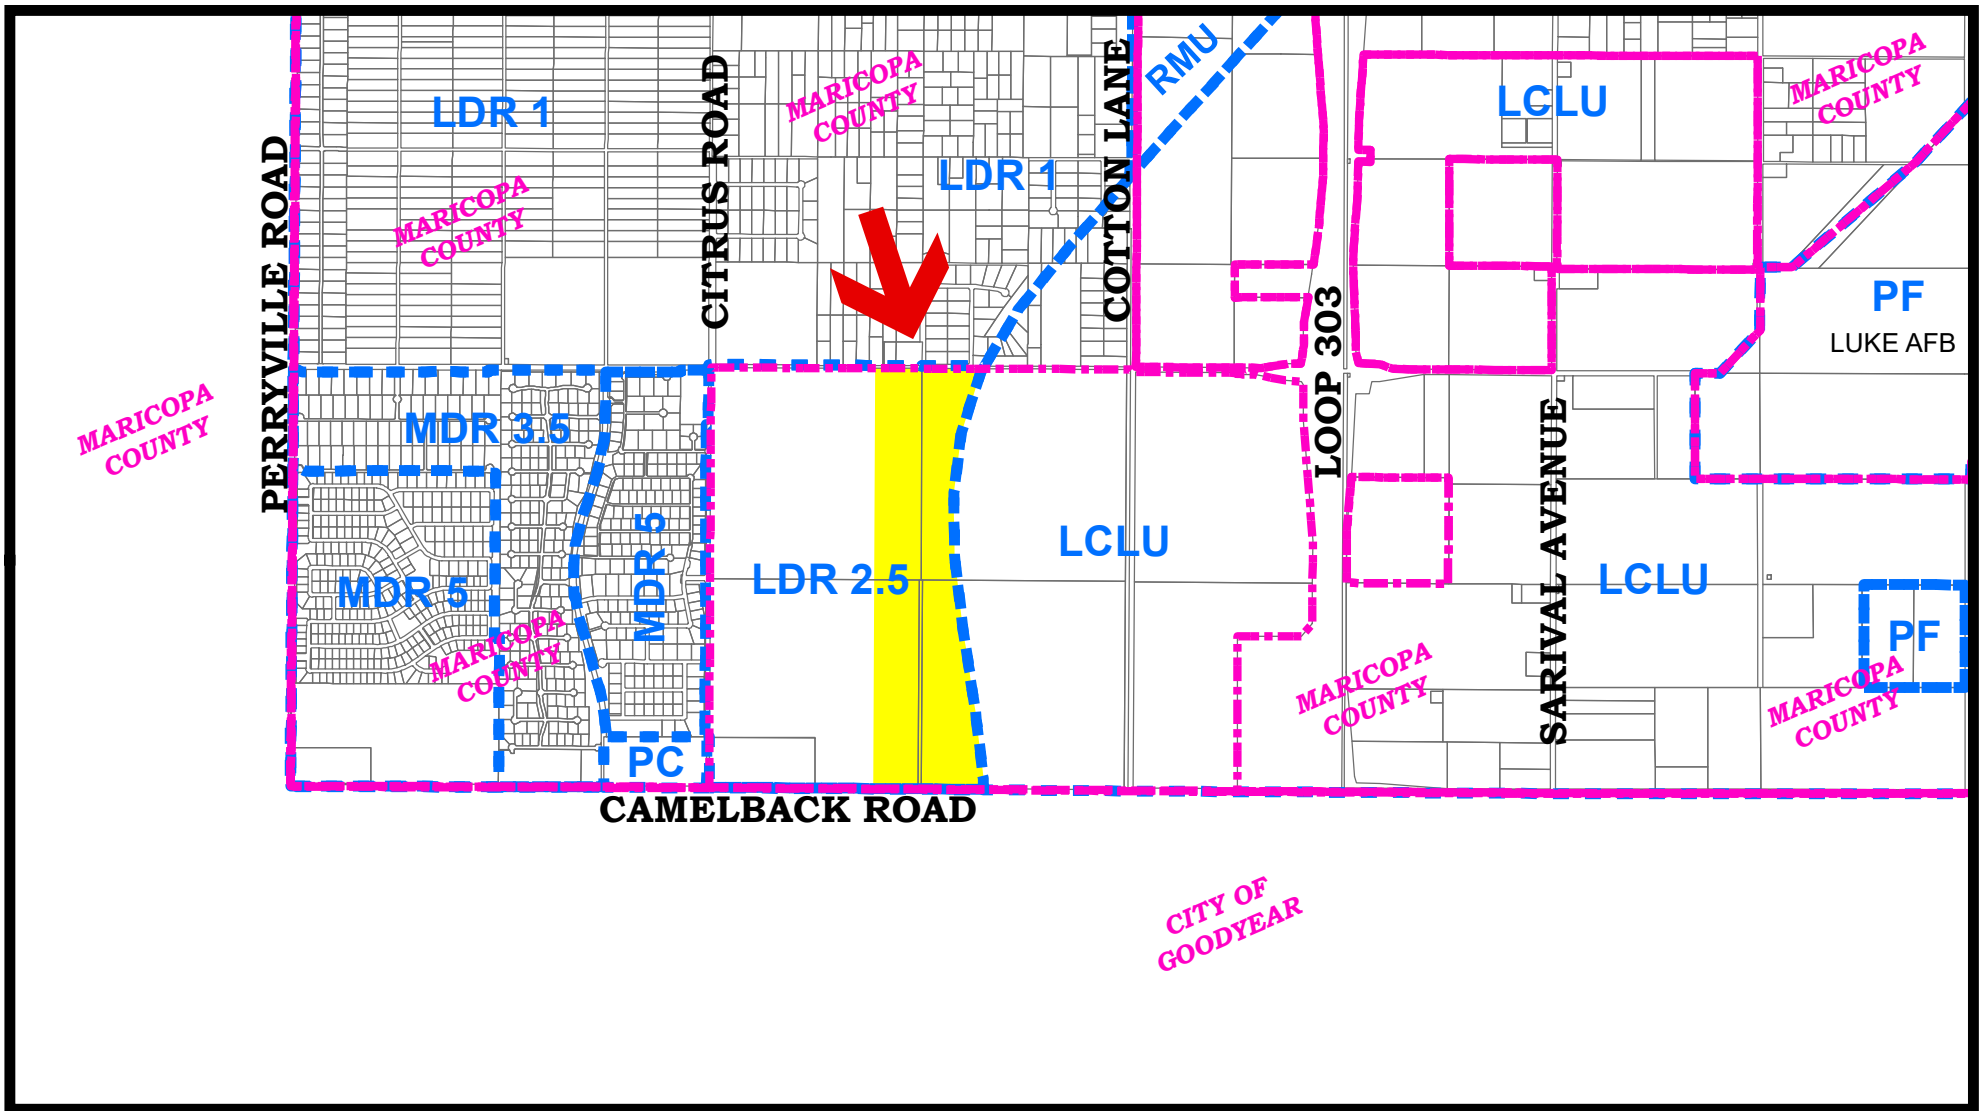 LDR 1
MARICOPA
COUNTY
RMU
LCLU
MARICOPA
COUNTY
PERRYVILLE ROAD
CITRUS ROAD
COTTON LANE
MARICOPA
COUNTY
LDR 1
LOOP 303
PF
LUKE AFB
MARICOPA
COUNTY
MDR 3.5
SARIVAL AVENUE
MDR 5
MDR 5
LDR 2.5
LCLU
LCLU
MARICOPA
COUNTY
PF
MARICOPA
COUNTY
MARICOPA
COUNTY
PC
CAMELBACK ROAD
CITY OF
GOODYEAR